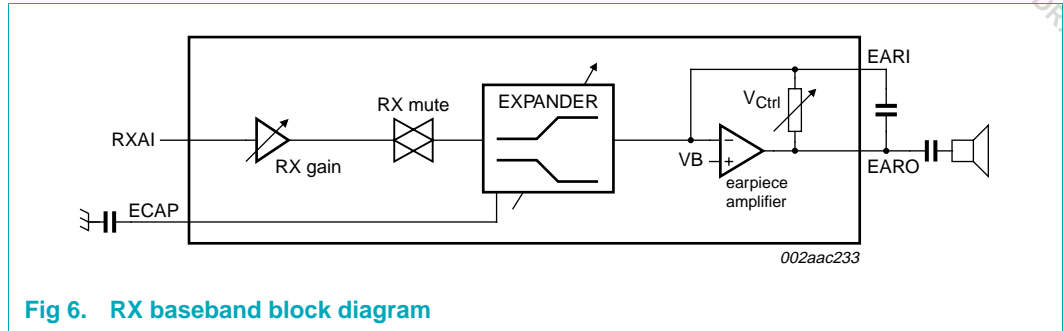 EARI
RX mute
EXPANDER
VCtrl
RXAI
RX gain
VB
−
+
earpiece
amplifier
EARO
ECAP
002aac233
Fig 6. RX baseband block diagram